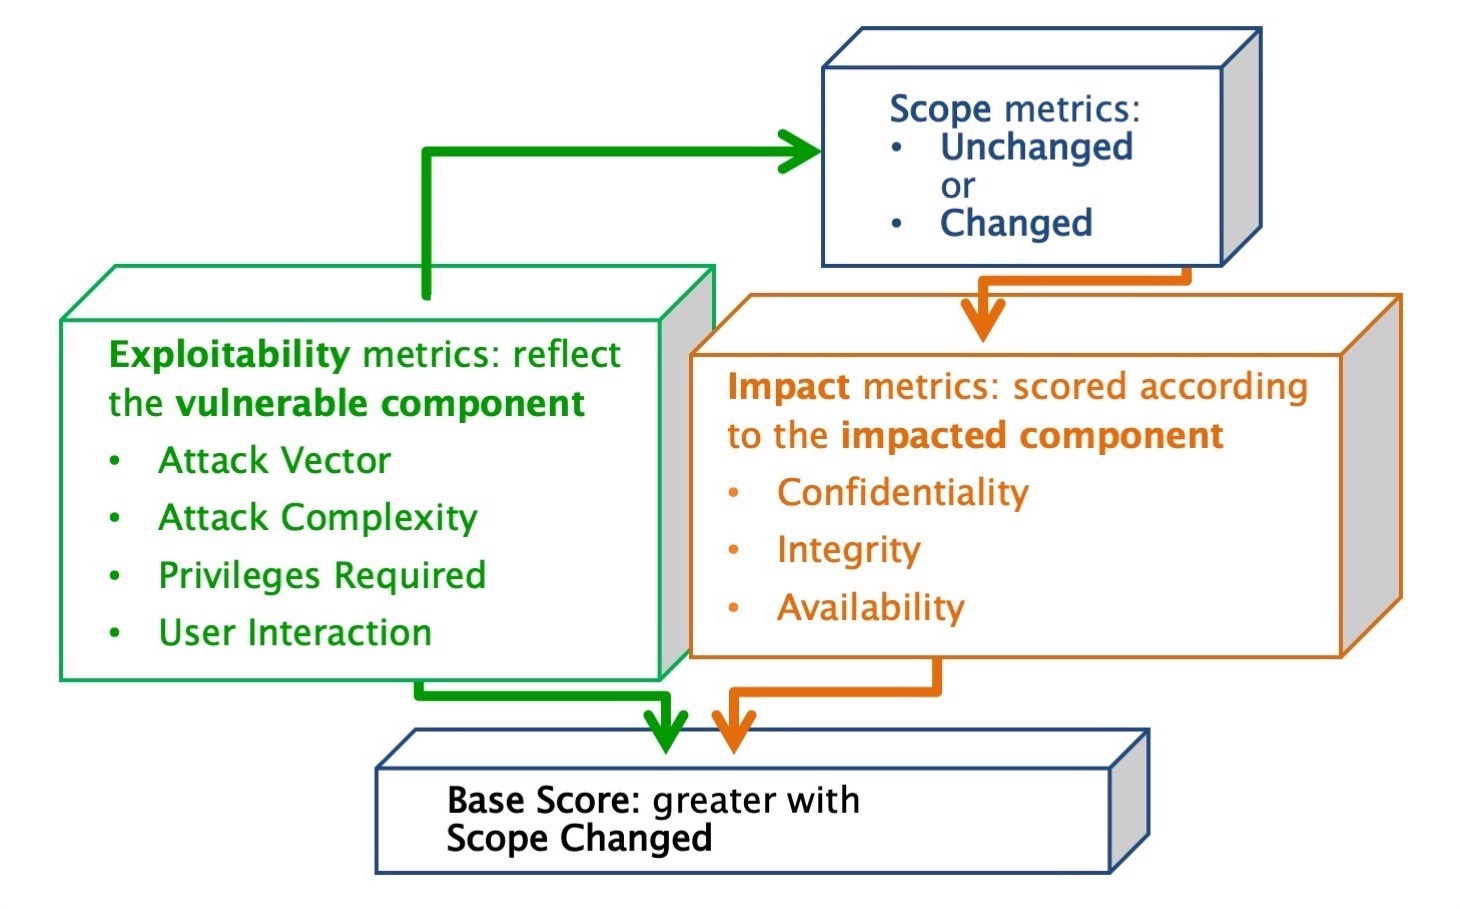 Scope metrics:
• Unchanged
or
• Changed
Exploitability metrics: reflect
the vulnerable component
• Attack Vector
• Attack Complexity
• Privileges Required
• User Interaction
Impact metrics: scored according
to the impacted component
• Confidentiality
• Integrity
• Availability
Base Score: greater with
Scope Changed